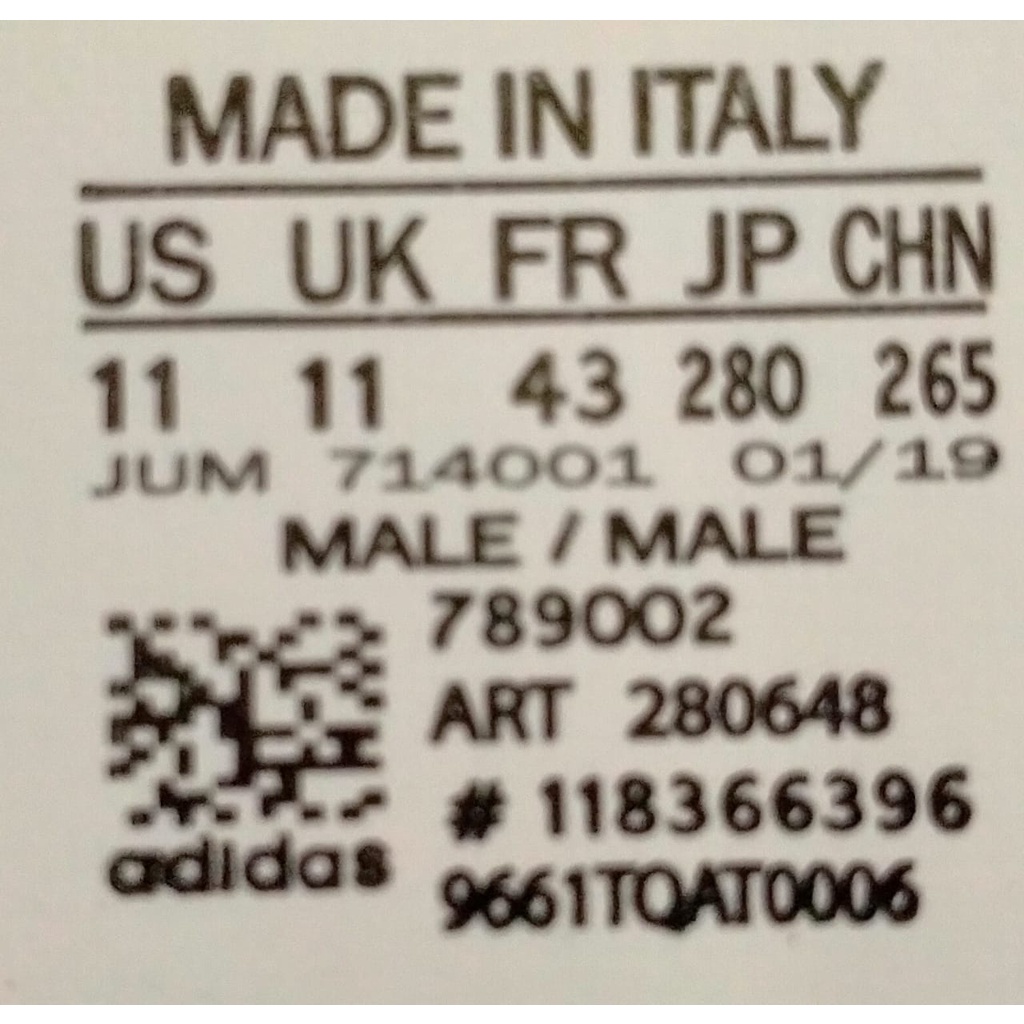 MADE IN ITALY
US UK FR JP CHN
11 11 43 280 265
JUM 714001 01/19
MALE / MALE
789002
ART 280648
# 118366396
adidas
9661TQAT0006